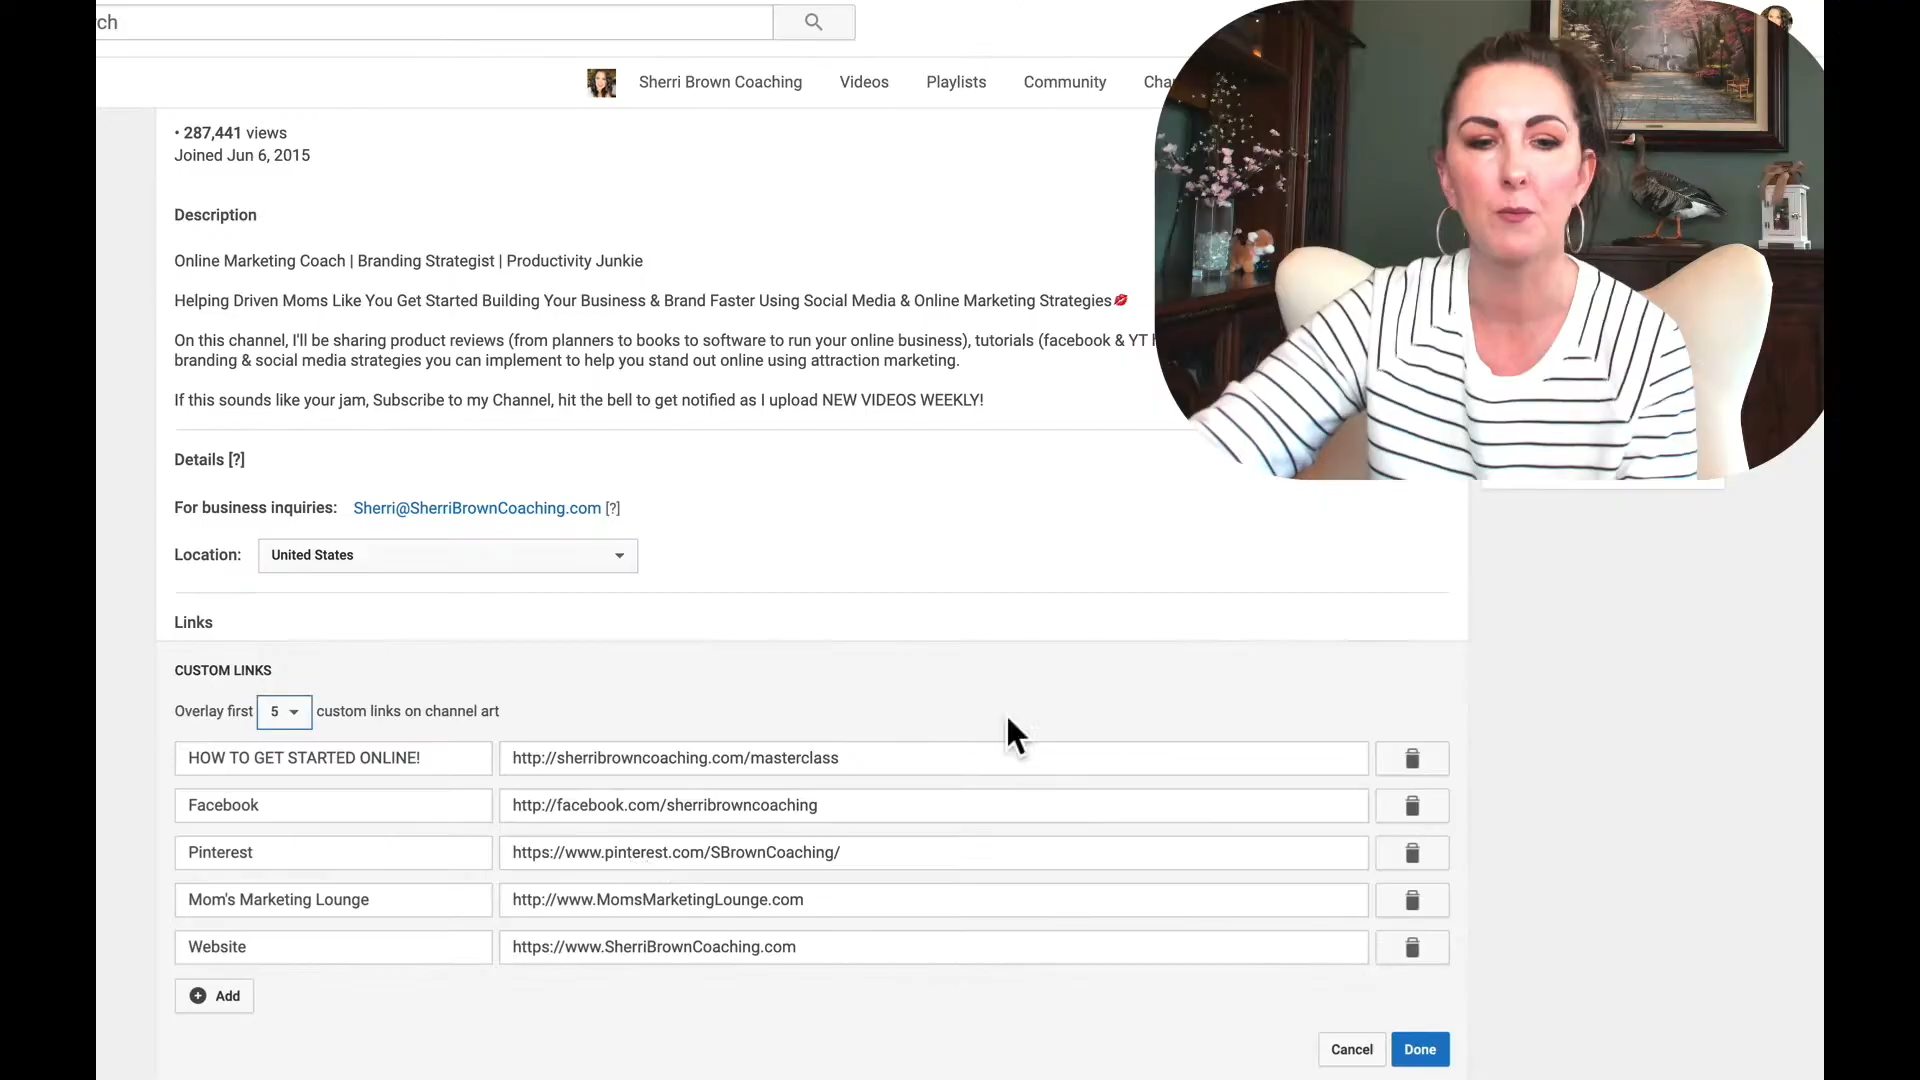 ch
Sherri Brown Coaching Videos Playlists Community
• 287,441 views
Joined Jun 6, 2015
Description
Online Marketing Coach | Branding Strategist | Productivity Junkie
Helping Driven Moms Like You Get Started Building Your Business & Brand Faster Using Social Media & Online Marketing Strategies💋
On this channel, I'll be sharing product reviews (from planners to books to software to run your online business), tutorials (facebook & YT
branding & social media strategies you can implement to help you stand out online using attraction marketing.
If this sounds like your jam, Subscribe to my Channel, hit the bell to get notified as I upload NEW VIDEOS WEEKLY!
Details [?]
For business inquiries: Sherri@SherriBrownCoaching.com [?]
Location: United States
Links
CUSTOM LINKS
Overlay first 5 custom links on channel art
HOW TO GET STARTED ONLINE! http://sherribrowncoaching.com/masterclass
Facebook http://facebook.com/sherribrowncoaching
Pinterest https://www.pinterest.com/SBrownCoaching/
Mom's Marketing Lounge http://www.MomsMarketingLounge.com
Website https://www.SherriBrownCoaching.com
Add
Cancel Done